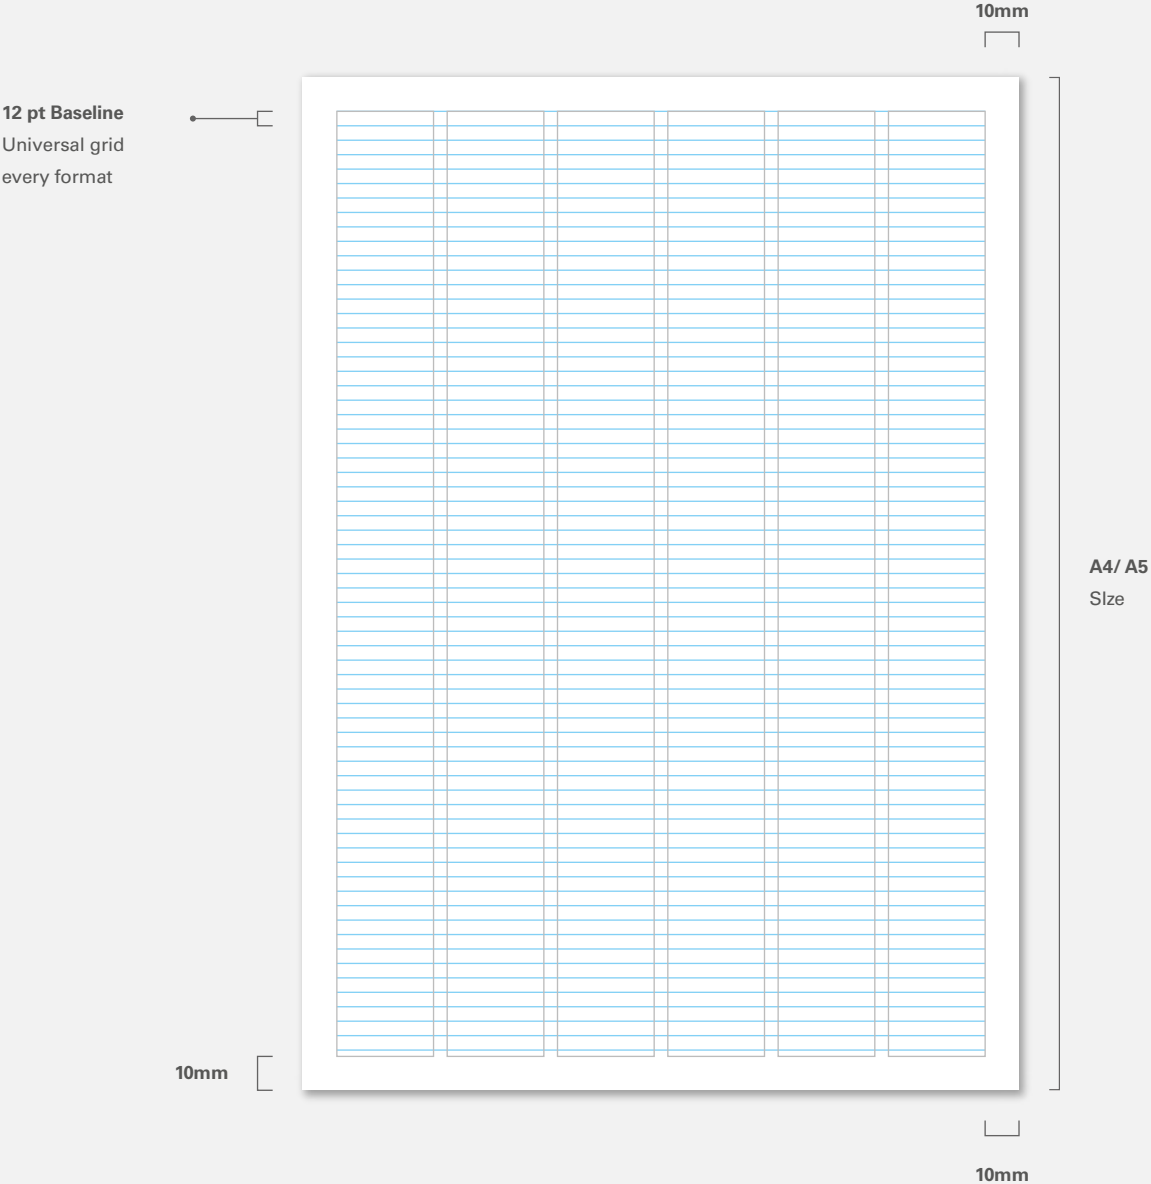 10mm
12 pt Baseline
Universal grid
every format
A4/ A5
SIze
10mm
10mm